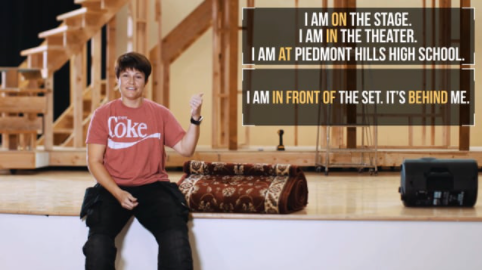 I AM ON THE STAGE.
I AM IN THE THEATER.
I AM AT PIEDMONT HILLS HIGH SCHOOL.
I AM IN FRONT OF THE SET. IT'S BEHIND ME.
Coke